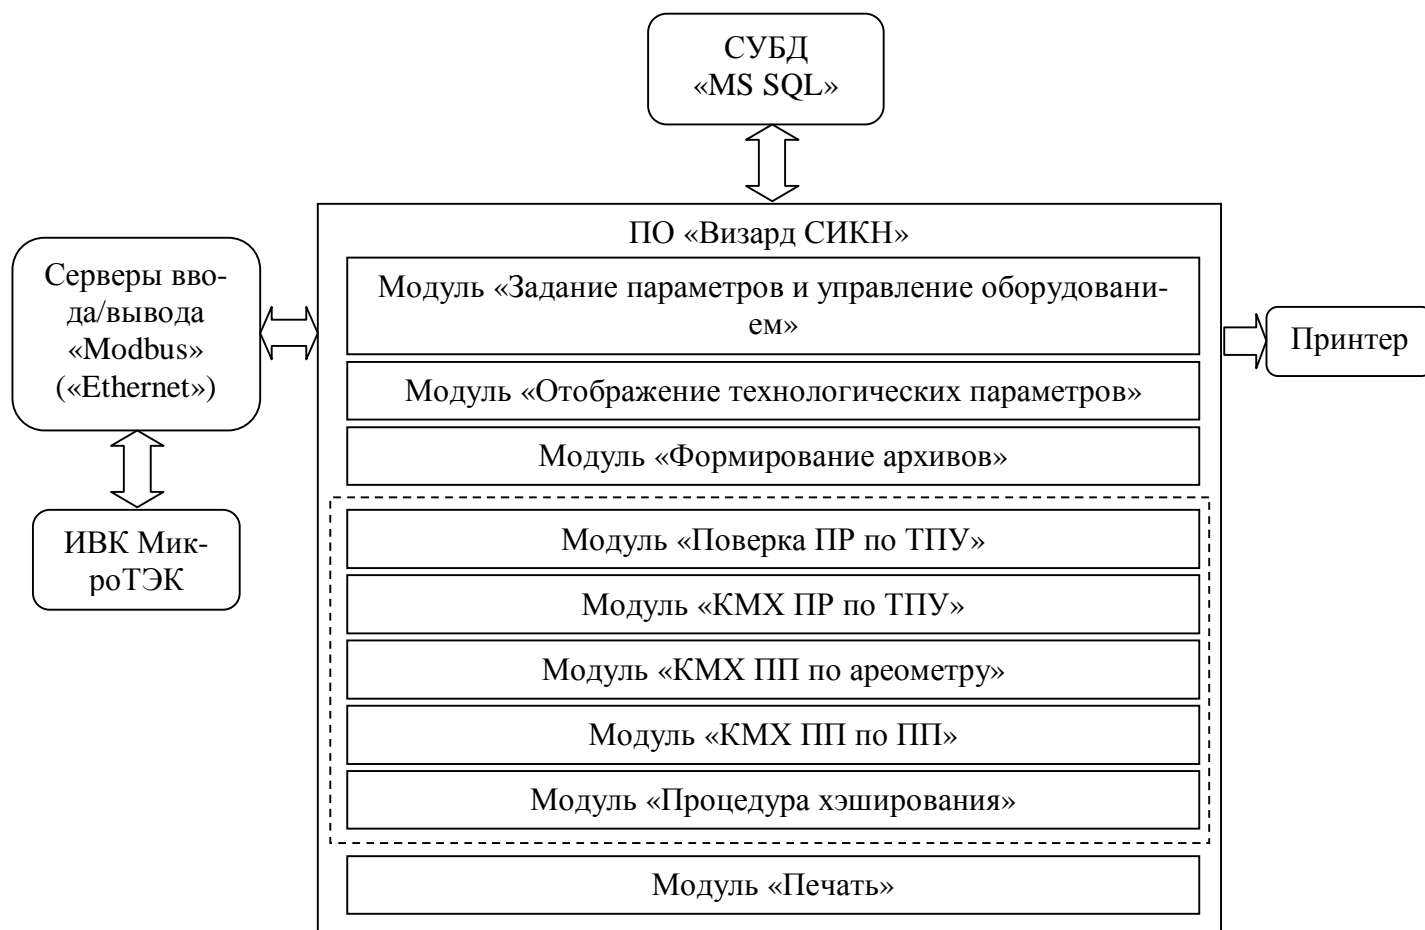 СУБД
«MS SQL»
ПО «Визард СИКН»
Серверы вво-
да/вывода
«Modbus»
(«Ethernet»)
ИВК Мик-
роТЭК
Модуль «Задание параметров и управление оборудовани-
ем»
Модуль «Отображение технологических параметров»
Модуль «Формирование архивов»
Модуль «Поверка ПР по ТПУ»
Модуль «КМХ ПР по ТПУ»
Модуль «КМХ ПП по ареометру»
Модуль «КМХ ПП по ПП»
Модуль «Процедура хэширования»
Модуль «Печать»
Принтер